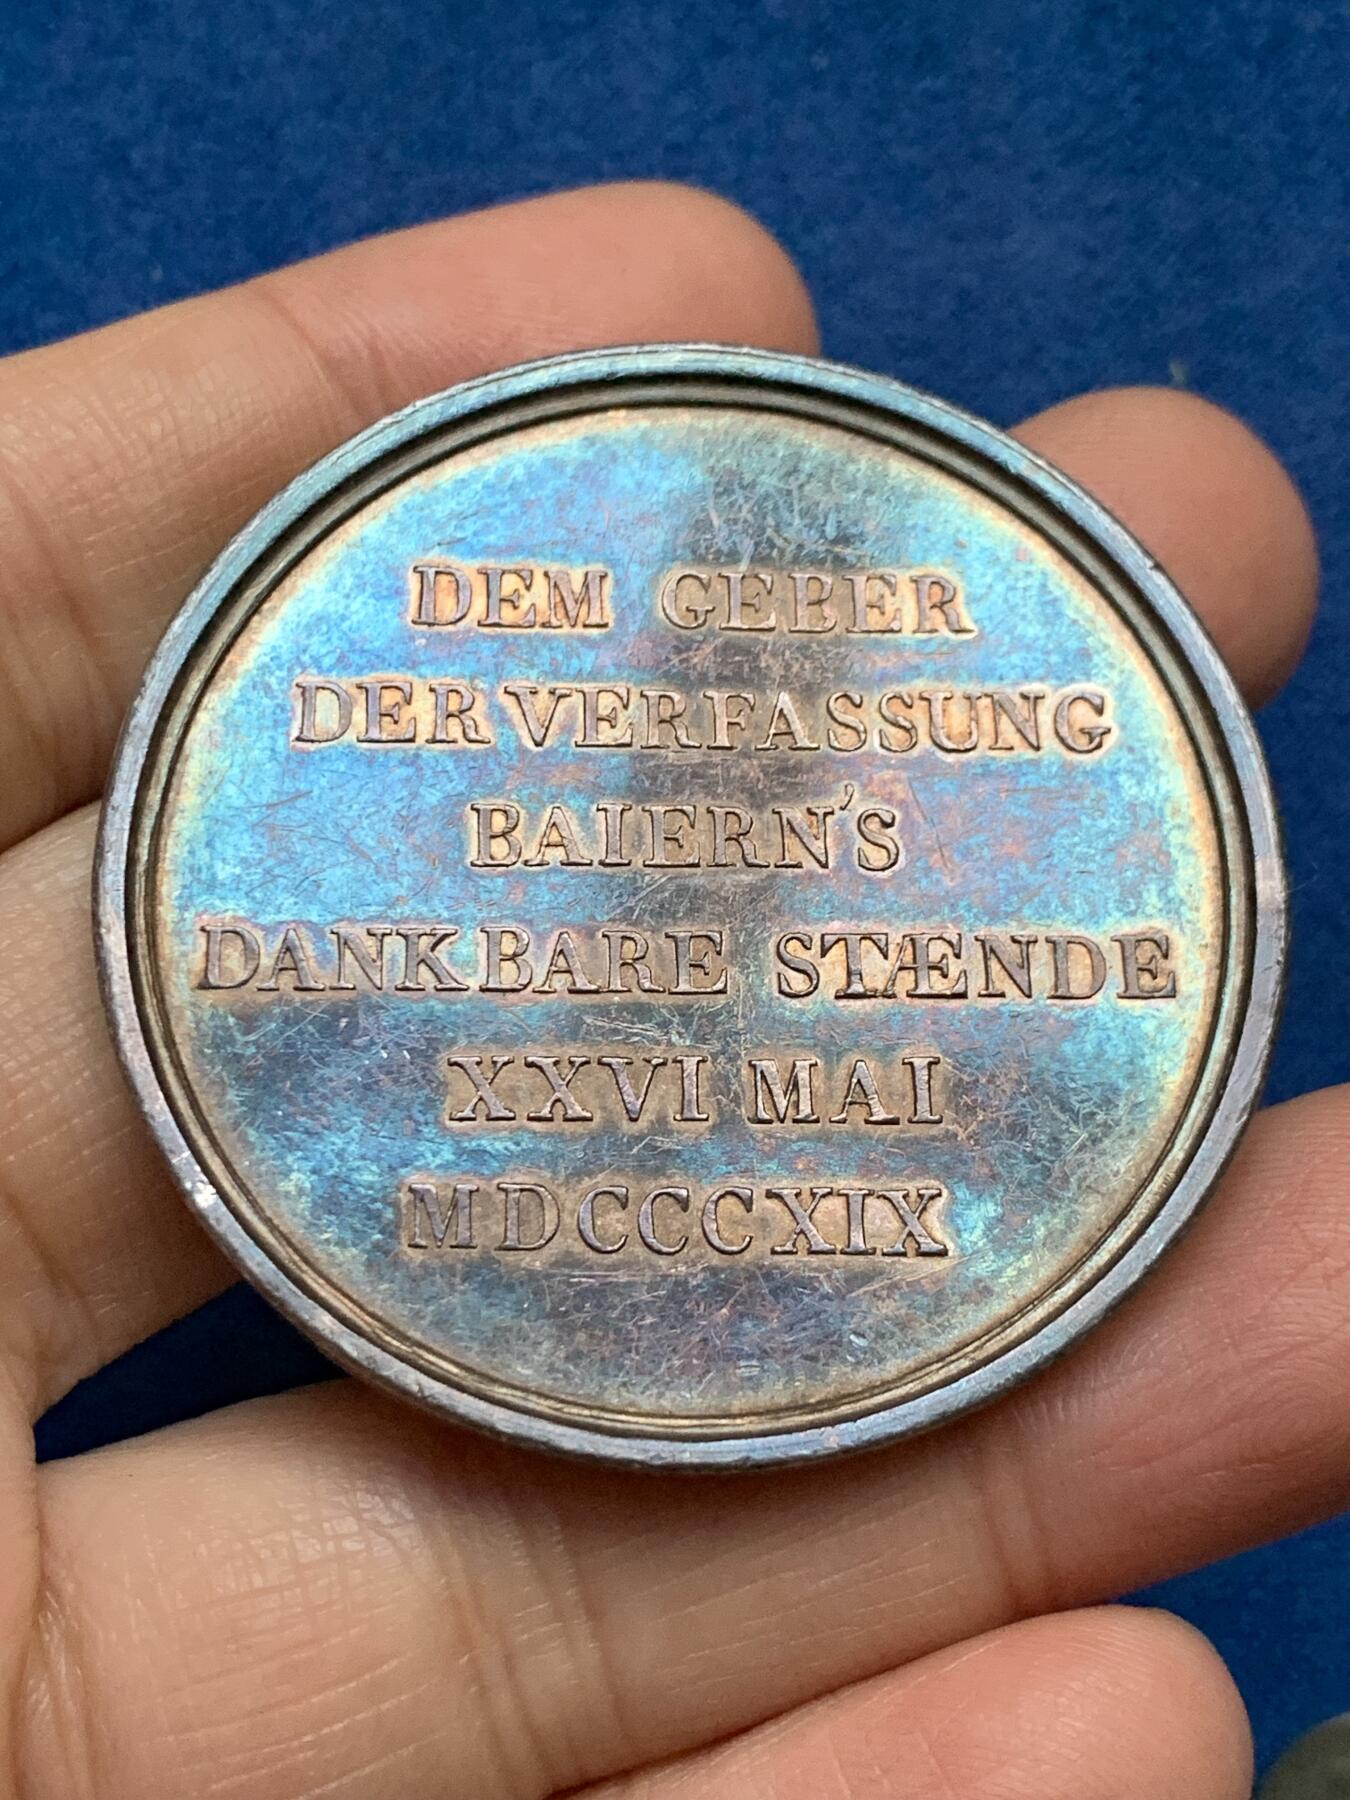 DEM GEBER
DER VERFASSUNG
BAIERN'S
DANKBARE STÆNDE
XXVI MAI
MDCCCXIX